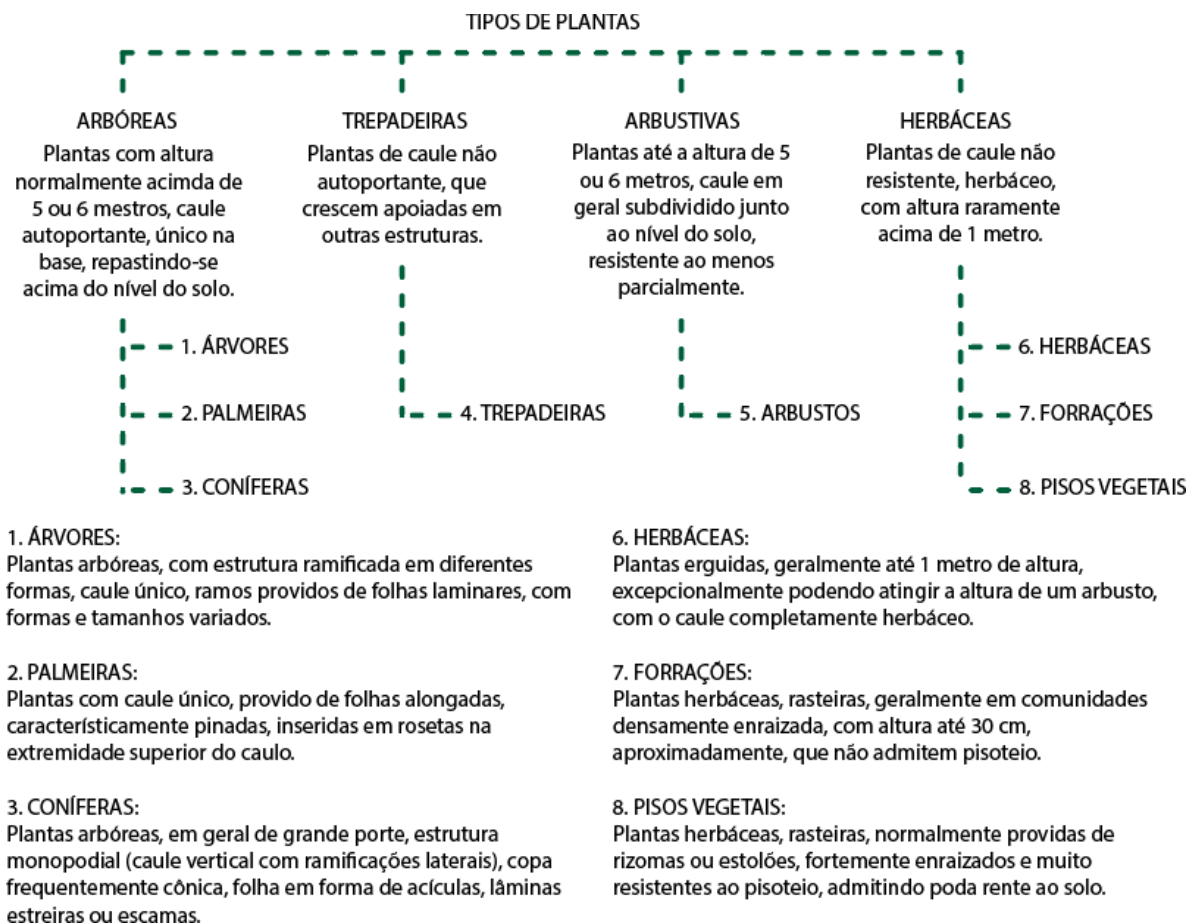 TIPOS DE PLANTAS
ARBÓREAS
Plantas com altura
normalmente acimda de
5 ou 6 mestros, caule
autoportante, único na
base, repastindo-se
acima do nível do solo.
TREPADEIRAS
Plantas de caule não
autoportante, que
crescem apoiadas em
outras estruturas.
ARBUSTIVAS
Plantas até a altura de 5
ou 6 metros, caule em
geral subdividido junto
ao nível do solo,
resistente ao menos
parcialmente.
HERBÁCEAS
Plantas de caule não
resistente, herbáceo,
com altura raramente
acima de 1 metro.
1. ÁRVORES
2. PALMEIRAS
3. CONÍFERAS
4. TREPADEIRAS
5. ARBUSTOS
6. HERBÁCEAS
7. FORRAÇÕES
8. PISOS VEGETAIS
1. ÁRVORES:
Plantas arbóreas, com estrutura ramificada em diferentes
formas, caule único, ramos providos de folhas laminares, com
formas e tamanhos variados.
2. PALMEIRAS:
Plantas com caule único, provido de folhas alongadas,
característicamente pinadas, inseridas em rosetas na
extremidade superior do caulo.
3. CONÍFERAS:
Plantas arbóreas, em geral de grande porte, estrutura
monopodial (caule vertical com ramificações laterais), copa
frequentemente cônica, folha em forma de acículas, lâminas
estreiras ou escamas.
6. HERBÁCEAS:
Plantas erguidas, geralmente até 1 metro de altura,
excepcionalmente podendo atingir a altura de um arbusto,
com o caule completamente herbáceo.
7. FORRAÇÕES:
Plantas herbáceas, rasteiras, geralmente em comunidades
densamente enraizada, com altura até 30 cm,
aproximadamente, que não admitem pisoteio.
8. PISOS VEGETAIS:
Plantas herbáceas, rasteiras, normalmente providas de
rizomas ou estolões, fortemente enraizados e muito
resistentes ao pisoteio, admitindo poda rente ao solo.